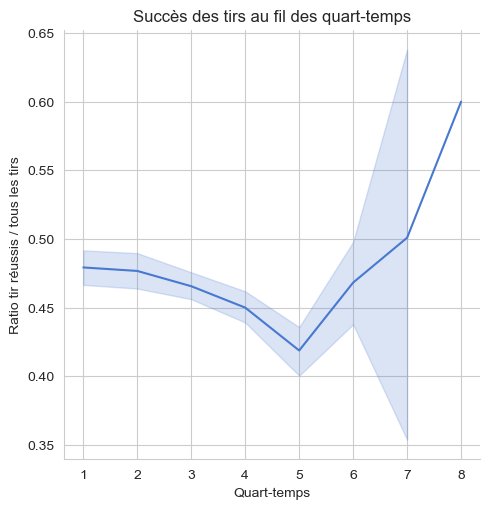 Succès des tirs au fil des quart-temps
Ratio tir réussis / tous les tirs
0.65
0.60
0.55
0.50
0.45
0.40
0.35
1 2 3 4 5 6 7 8
Quart-temps